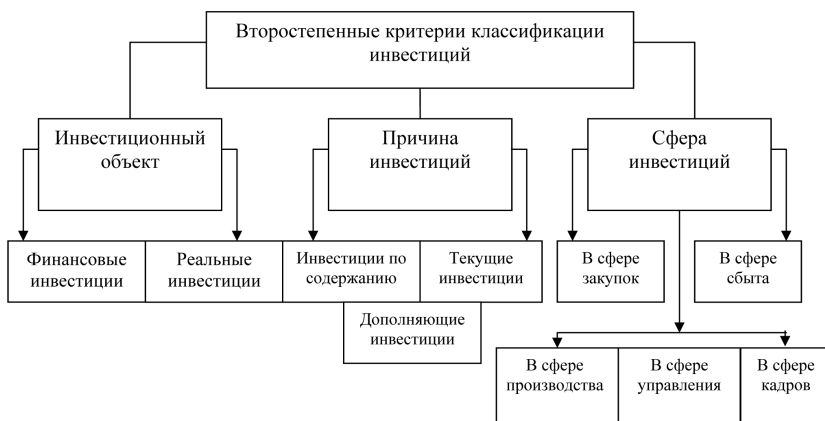 Второстепенные критерии классификации
инвестиций
Инвестиционный
объект
Причина
инвестиций
Сфера
инвестиций
Финансовые
инвестиции
Реальные
инвестиции
Инвестиции по
содержанию
Текущие
инвестиции
В сфере
закупок
В сфере
сбыта
Дополняющие
инвестиции
В сфере
производства
В сфере
управления
В сфере
кадров